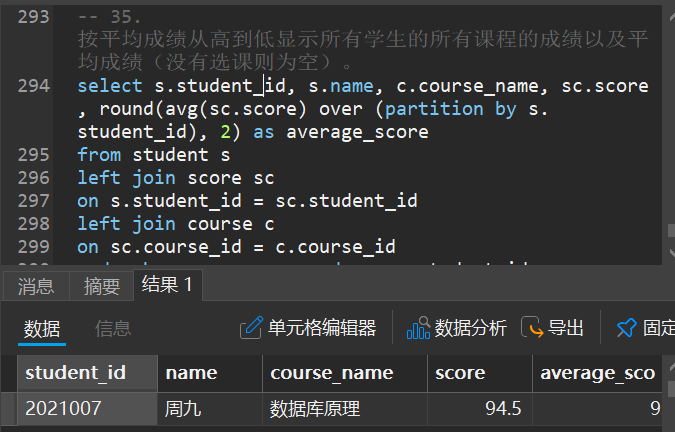 293 -- 35.
按平均成绩从高到低显示所有学生的所有课程的成绩以及平
均成绩（没有选课则为空）。
294 select s.student_id, s.name, c.course_name, sc.score
, round(avg(sc.score) over (partition by s.
student_id), 2) as average_score
295 from student s
296 left join score sc
297 on s.student_id = sc.student_id
298 left join course c
299 on sc.course_id = c.course_id
消息 摘要 结果 1
数据 信息 单元格编辑器 数据分析 导出 固定
student_id name course_name score average_sco
2021007 周九 数据库原理 94.5 9